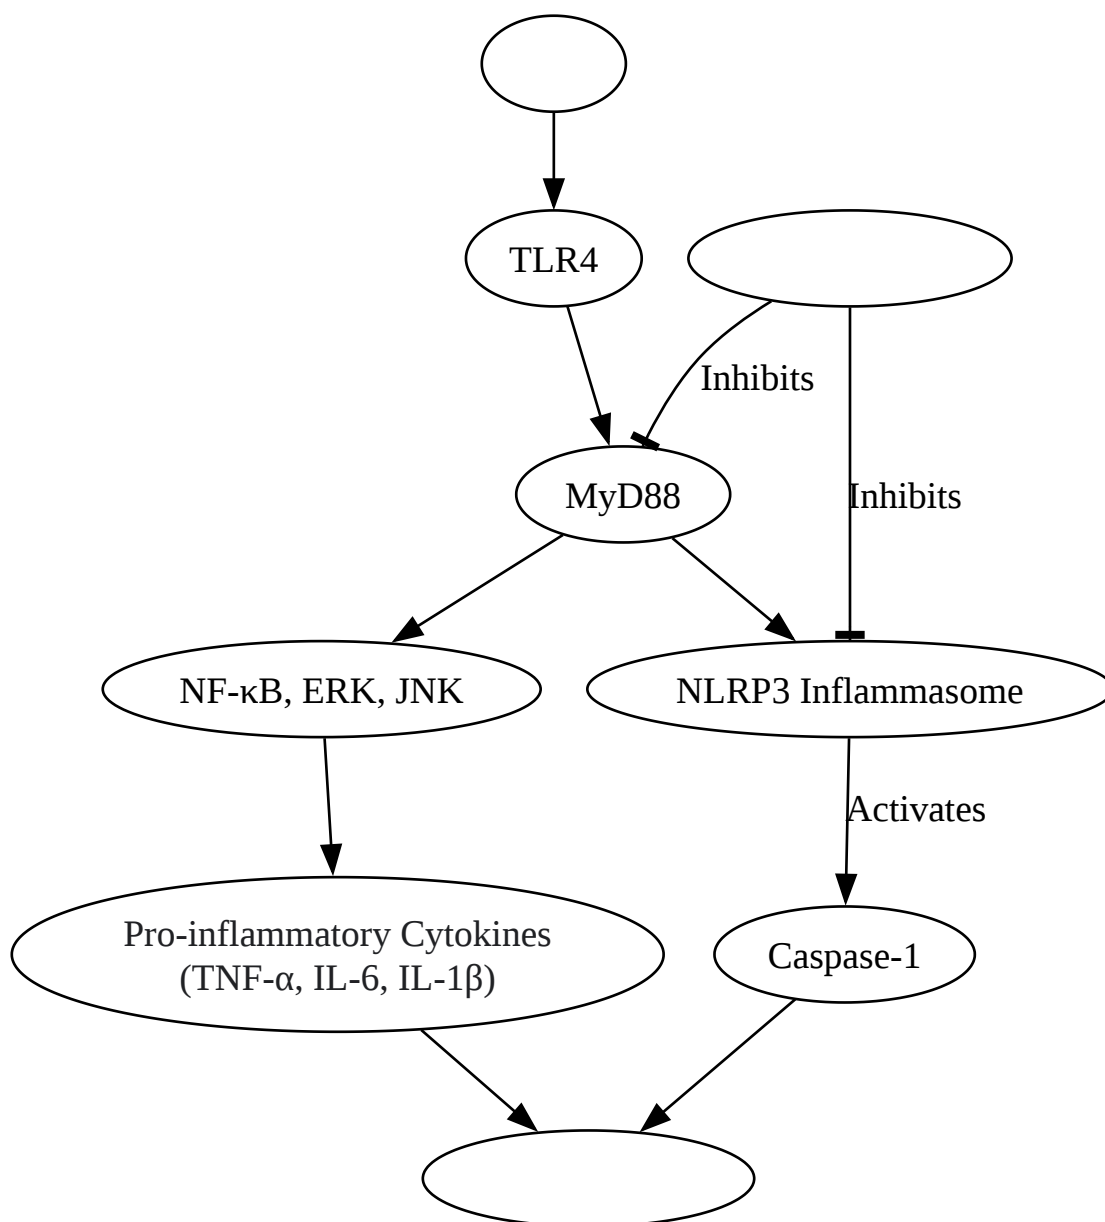 TLR4
Inhibits
MyD88
Inhibits
NF-κB, ERK, JNK
NLRP3 Inflammasome
Activates
Pro-inflammatory Cytokines
(TNF-α, IL-6, IL-1β)
Caspase-1